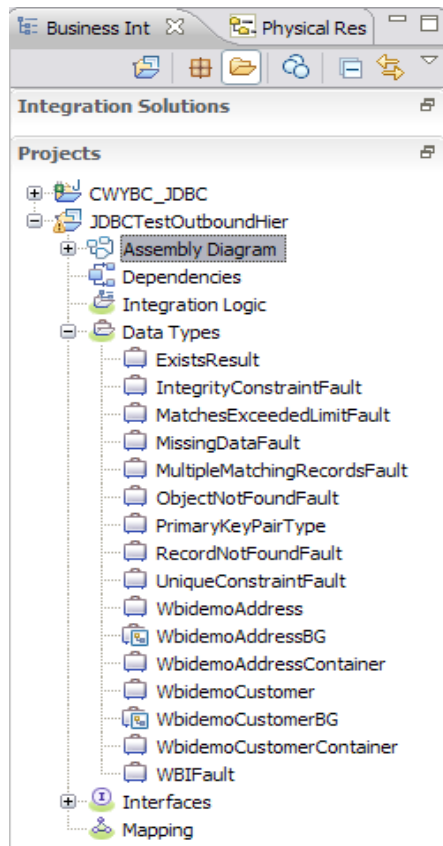 Business Int Physical Res
Integration Solutions
Projects
CWYBC_JDBC
JDBCTestOutboundHier
Assembly Diagram
Dependencies
Integration Logic
Data Types
ExistsResult
IntegrityConstraintFault
MatchesExceededLimitFault
MissingDataFault
MultipleMatchingRecordsFault
ObjectNotFoundFault
PrimaryKeyPairType
RecordNotFoundFault
UniqueConstraintFault
WbidemoAddress
WbidemoAddressBG
WbidemoAddressContainer
WbidemoCustomer
WbidemoCustomerBG
WbidemoCustomerContainer
WBIFault
Interfaces
Mapping